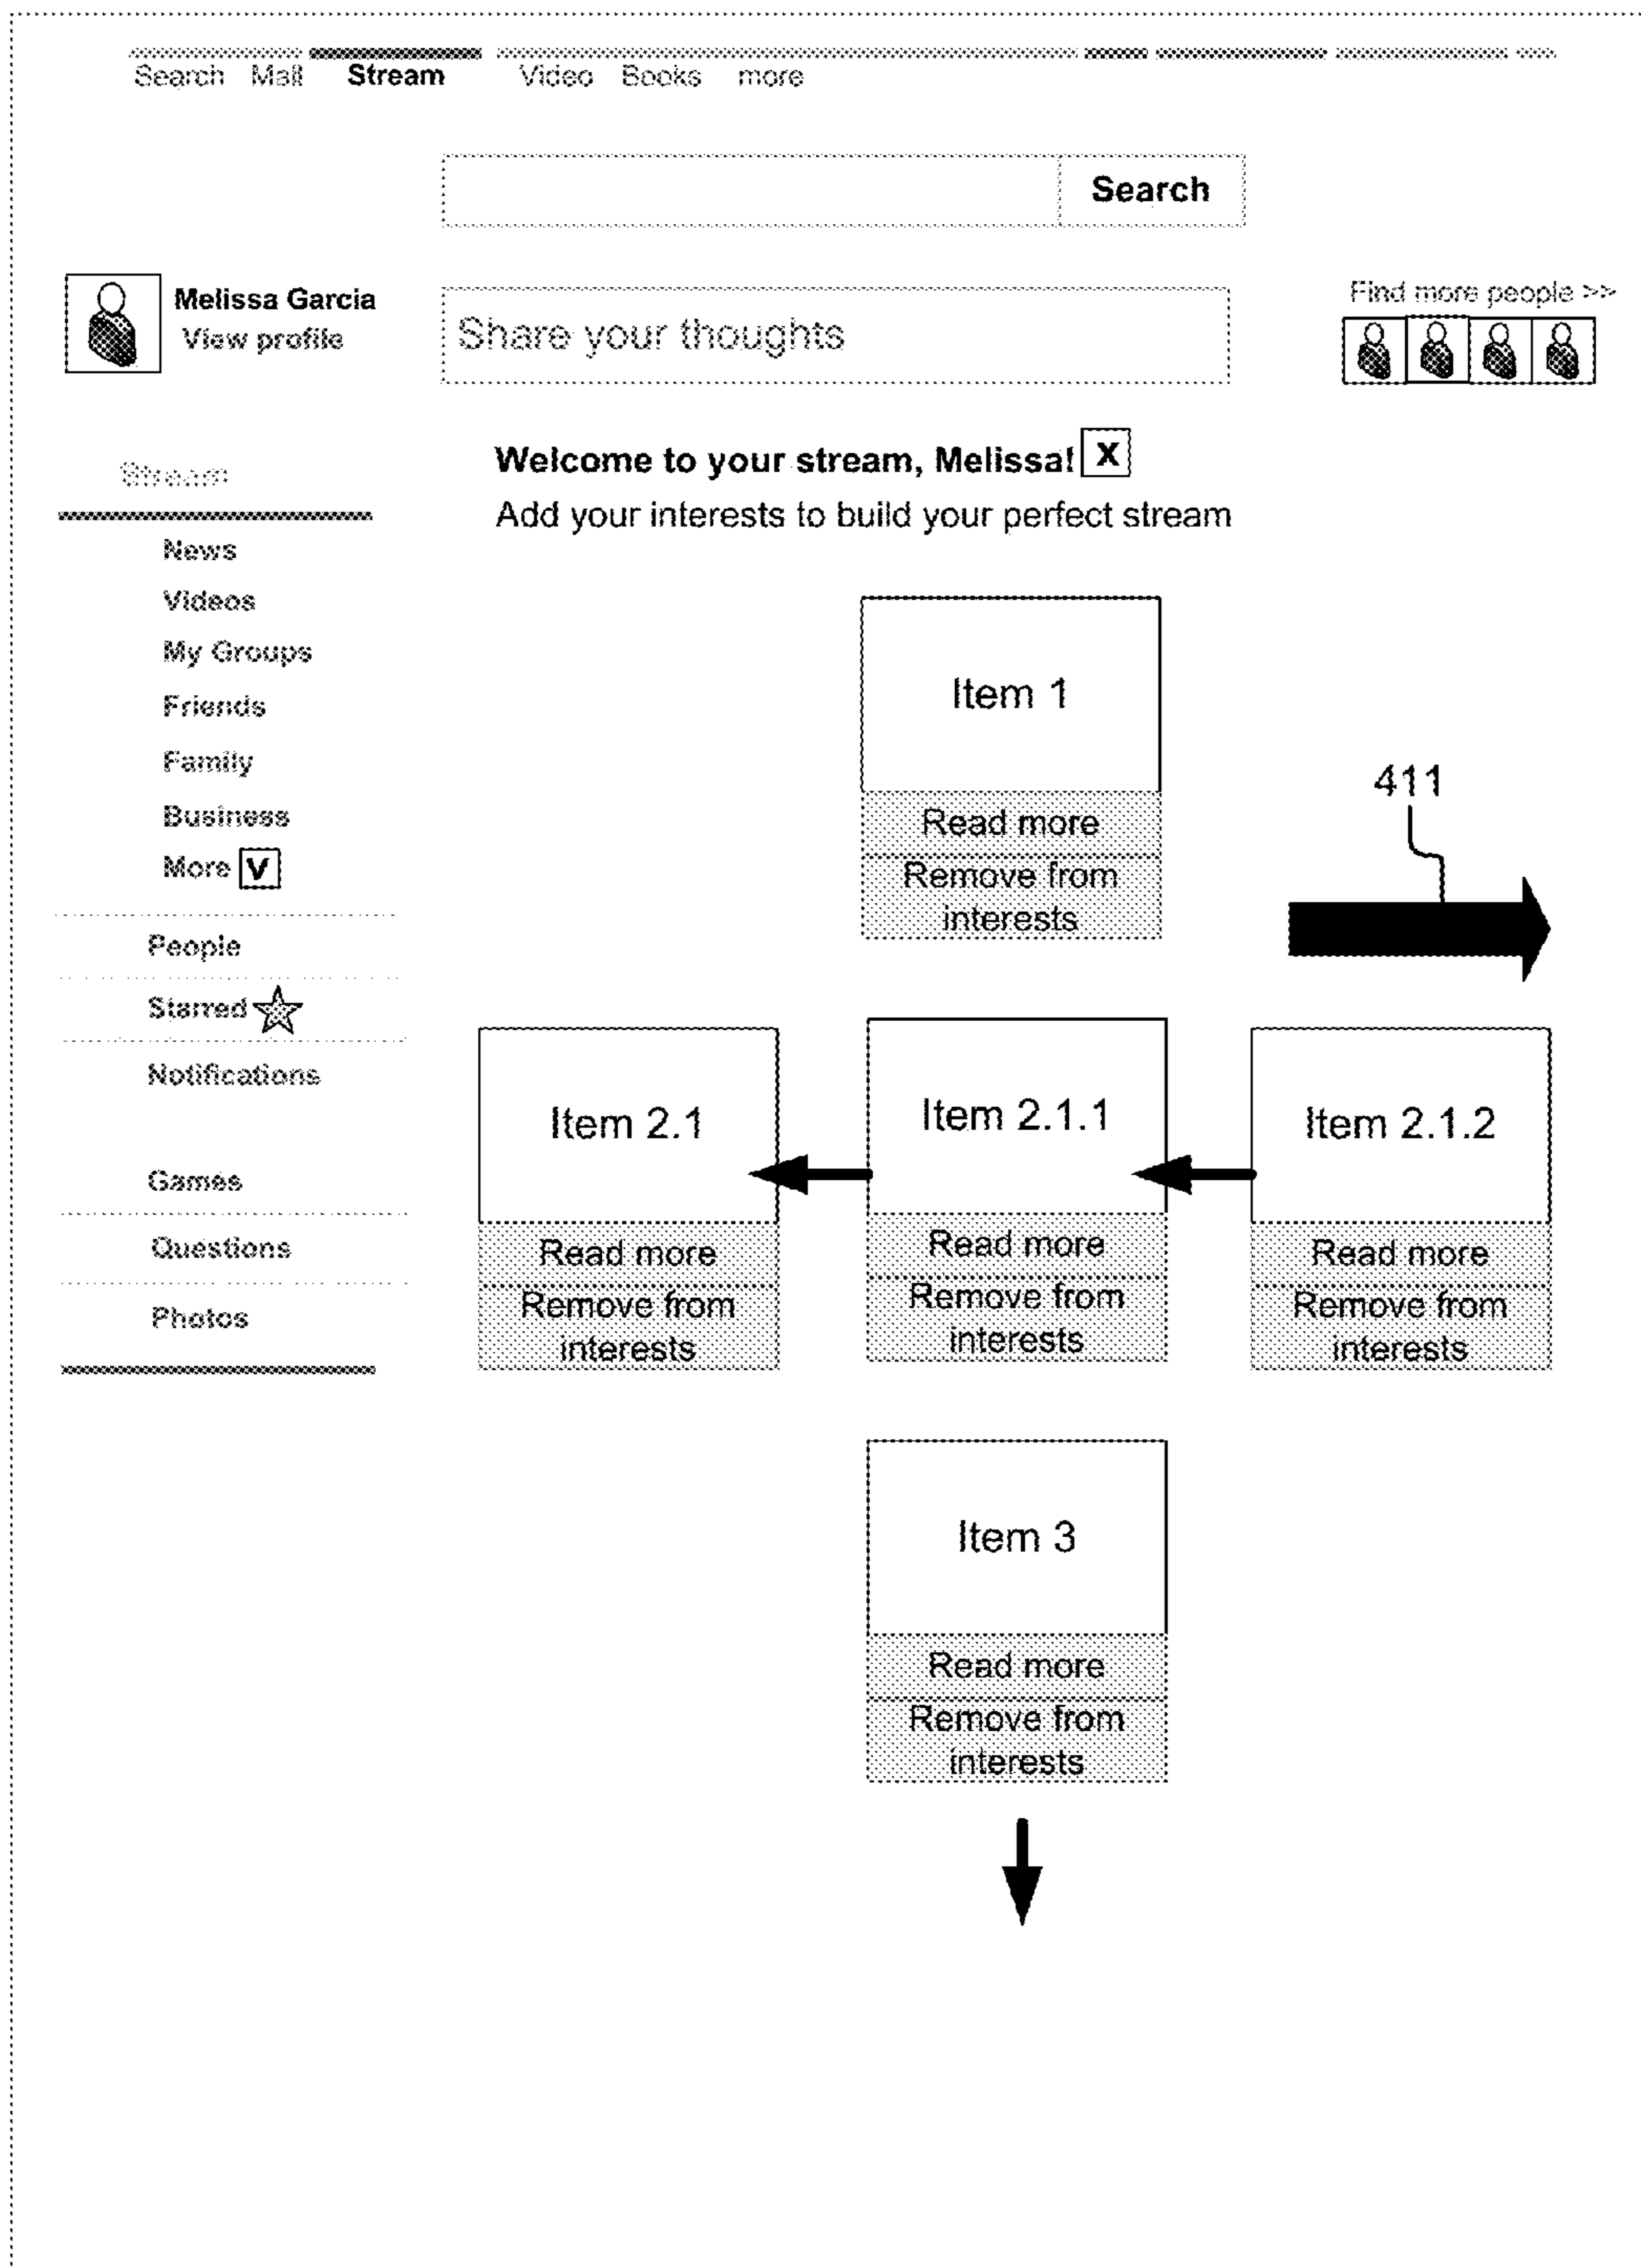 Search Mail Stream Video Books more
Search
Melissa Garcia
View profile
Share your thoughts
Find more people >>
Stream
Welcome to your stream, Melissa! X
Add your interests to build your perfect stream
News
Videos
My Groups
Friends
Family
Business
More V
People
Starred
Notifications
Games
Questions
Photos
Item 1
Read more
Remove from
interests
411
Item 2.1
Read more
Remove from
interests
Item 2.1.1
Read more
Remove from
interests
Item 2.1.2
Read more
Remove from
interests
Item 3
Read more
Remove from
interests